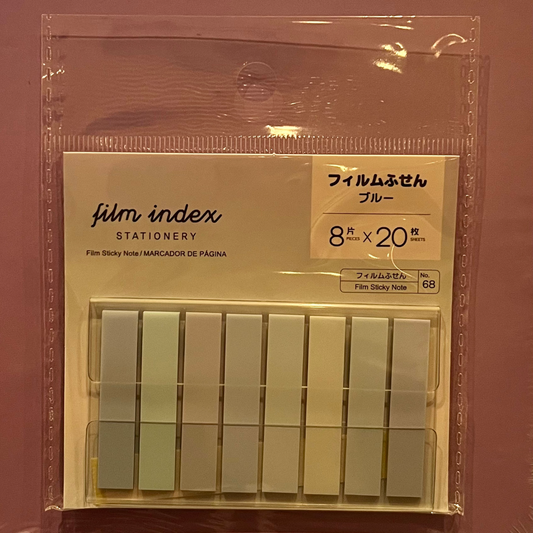 film index
STATIONERY
Film Sticky Note / MARCADOR DE PÁGINA
フィルムふせん
ブルー
8片 PIECES X 20枚 SHEETS
フィルムふせん
Film Sticky Note
No. 68